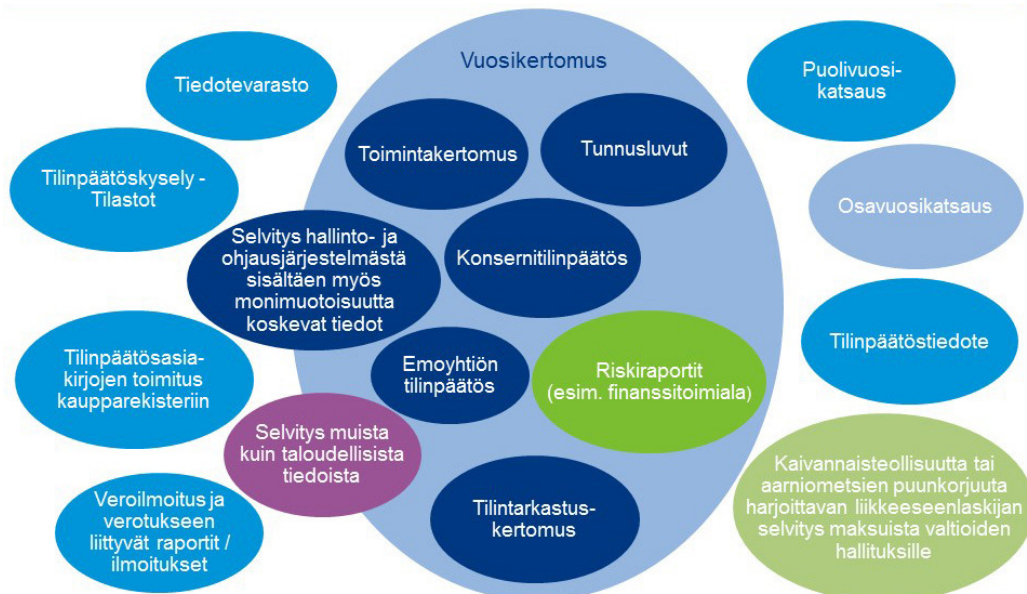 Vuosikertomus
Tiedotevarasto
Puolivuosi-
katsaus
Toimintakertomus
Tunnusluvut
Tilinpäätöskysely -
Tilastot
Osavuosikatsaus
Selvitys hallinto- ja
ohjausjärjestelmästä
sisältäen myös
monimuotoisuutta
koskevat tiedot
Konsernitilinpäätös
Tilinpäätöstiedote
Tilinpäätösasia-
kirjojen toimitus
kaupparekisteriin
Emoyhtiön
tilinpäätös
Riskiraportit
(esim. finanssitoimiala)
Selvitys muista
kuin taloudellisista
tiedoista
Kaivannaisteollisuutta tai
aarniometsien puunkorjuuta
harjoittavan liikkeeseenlaskijan
selvitys maksuista valtioiden
hallituksille
Veroilmoitus ja
verotukseen
liittyvät raportit /
ilmoitukset
Tilintarkastus-
kertomus